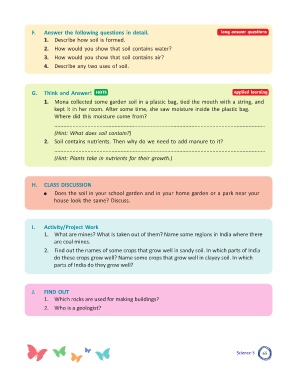 F. Answer the following questions in detail. long answer questions
1. Describe how soil is formed.
2. How would you show that soil contains water?
3. How would you show that soil contains air?
4. Describe any two uses of soil.
G. Think and Answer! HOTS applied learning
1. Mona collected some garden soil in a plastic bag, tied the mouth with a string, and
kept it in her room. After some time, she saw moisture inside the plastic bag.
Where did this moisture come from?
(Hint: What does soil contain?)
2. Soil contains nutrients. Then why do we need to add manure to it?
(Hint: Plants take in nutrients for their growth.)
H. CLASS DISCUSSION
● Does the soil in your school garden and in your home garden or a park near your
house look the same? Discuss.
I. Activity/Project Work
1. What are mines? What is taken out of them? Name some regions in India where there
are coal mines.
2. Find out the names of some crops that grow well in sandy soil. In which parts of India
do these crops grow well? Name some crops that grow well in clayey soil. In which
parts of India do they grow well?
J. FIND OUT
1. Which rocks are used for making buildings?
2. Who is a geologist?
Science-5